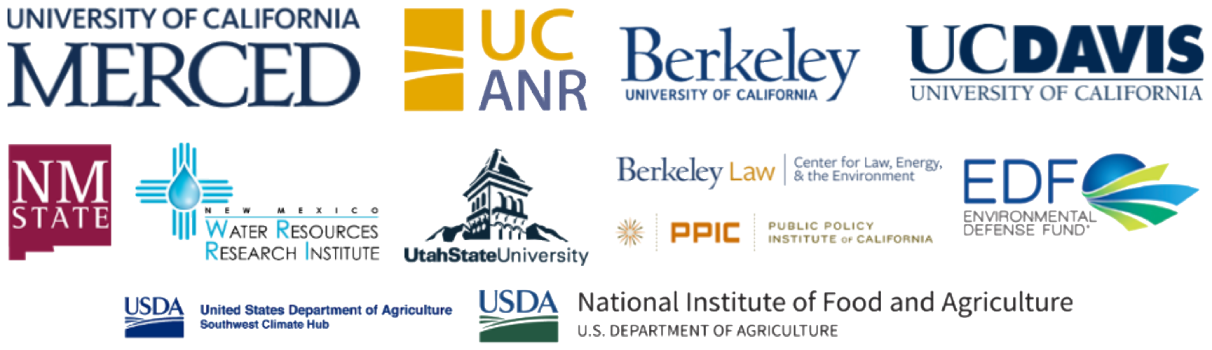 UNIVERSITY OF CALIFORNIA
MERCED
UC
ANR
Berkeley
UNIVERSITY OF CALIFORNIA
UCDAVIS
UNIVERSITY OF CALIFORNIA
NM
STATE
NEW MEXICO
WATER RESOURCES
RESEARCH INSTITUTE
UtahStateUniversity
Berkeley Law
Center for Law, Energy,
& the Environment
PPIC
PUBLIC POLICY
INSTITUTE OF CALIFORNIA
EDF
ENVIRONMENTAL
DEFENSE FUND®
USDA
United States Department of Agriculture
Southwest Climate Hub
USDA
National Institute of Food and Agriculture
U.S. DEPARTMENT OF AGRICULTURE